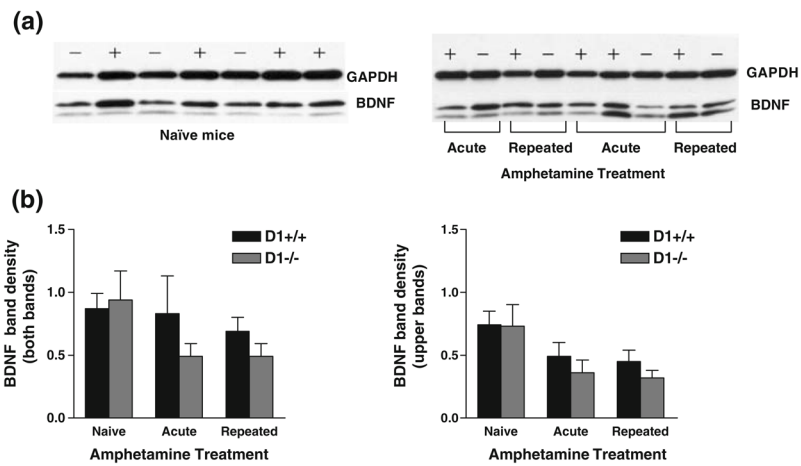 (a)
− + − + − + +
GAPDH
BDNF
Naïve mice
+ − + − + + − + −
GAPDH
BDNF
Acute Repeated Acute Repeated
Amphetamine Treatment
(b)
BDNF band density
(both bands)
1.5
1.0
0.5
0.0
D1+/+
D1-/-
Naive Acute Repeated
Amphetamine Treatment
BDNF band density
(upper bands)
1.5
1.0
0.5
0.0
D1+/+
D1-/-
Naive Acute Repeated
Amphetamine Treatment